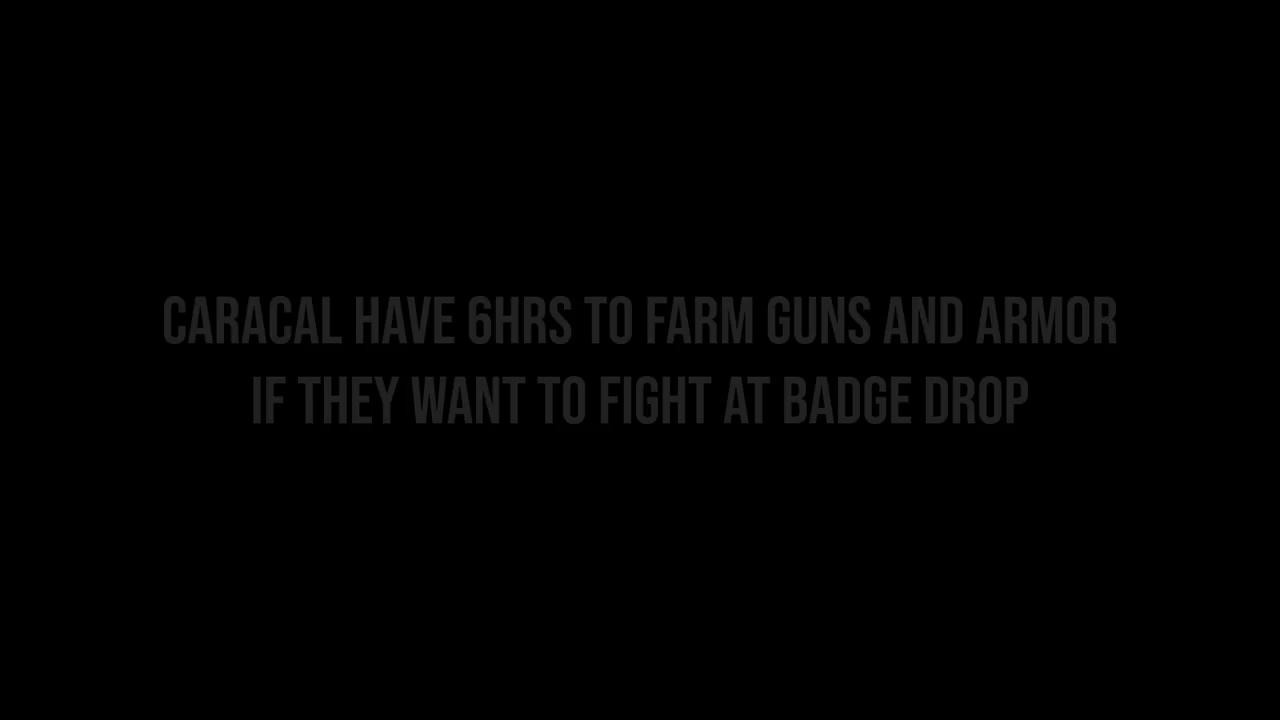 CARACAL HAVE 6HRS TO FARM GUNS AND ARMOR
IF THEY WANT TO FIGHT AT BADGE DROP